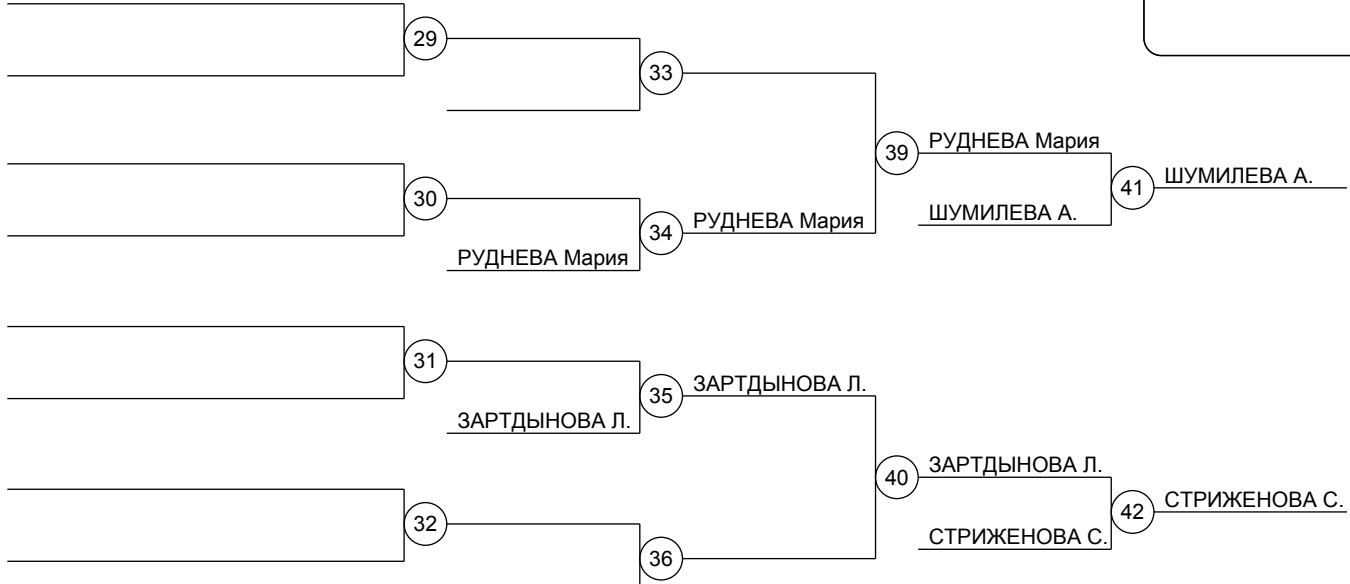 29
33
39
РУДНЕВА Мария
41
ШУМИЛЕВА А.
30
ШУМИЛЕВА А.
34
РУДНЕВА Мария
РУДНЕВА Мария
31
35
ЗАРТДЫНОВА Л.
ЗАРТДЫНОВА Л.
40
ЗАРТДЫНОВА Л.
42
СТРИЖЕНОВА С.
32
СТРИЖЕНОВА С.
36